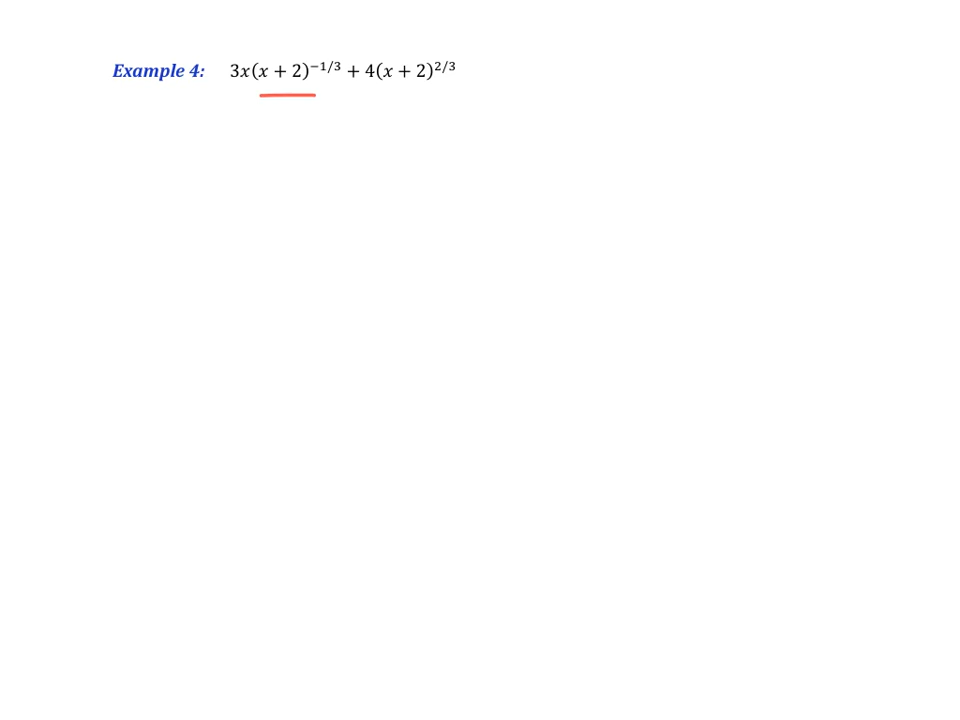 Example 4: 3x(x + 2)^{−1/3} + 4(x + 2)^{2/3}